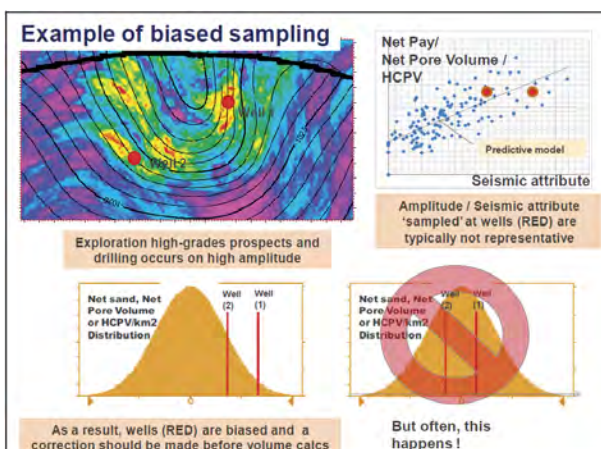 Example of biased sampling
Well 1
Well 2
Net Pay/
Net Pore Volume /
HCPV
Predictive model
Seismic attribute
Exploration high-grades prospects and
drilling occurs on high amplitude
Amplitude / Seismic attribute
‘sampled’ at wells (RED) are
typically not representative
Net sand, Net
Pore Volume
or HCPV/km2
Distribution
Well
(2)
Well
(1)
0
Net sand, Net
Pore Volume
or HCPV/km2
Distribution
Well
(2)
Well
(1)
As a result, wells (RED) are biased and a
correction should be made before volume calcs
But often, this
happens !